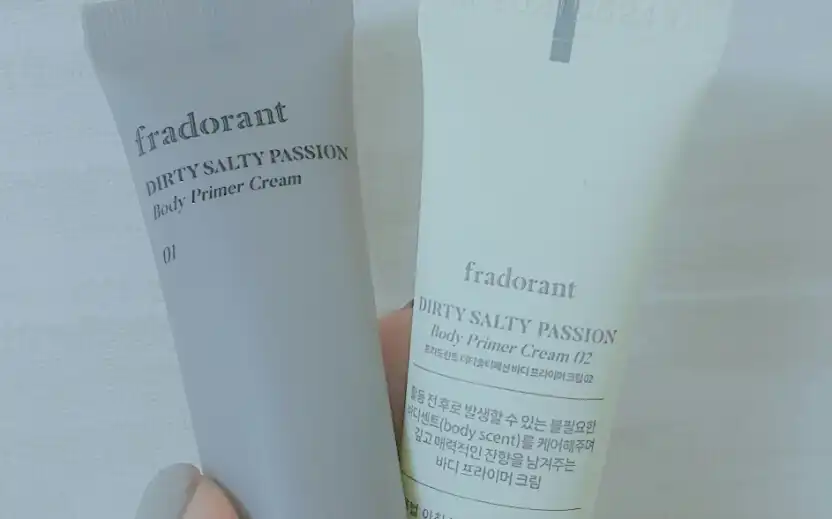 fradorant
DIRTY SALTY PASSION
Body Primer Cream
01
fradorant
DIRTY SALTY PASSION
Body Primer Cream 02
프라도란트 더티솔티패션 바디프라이머크림 02
활동 전 후로 발생할 수 있는 불필요한
바디센트(body scent)를 케어해주며
깊고 매력적인 잔향을 남겨주는
바디 프라이머 크림